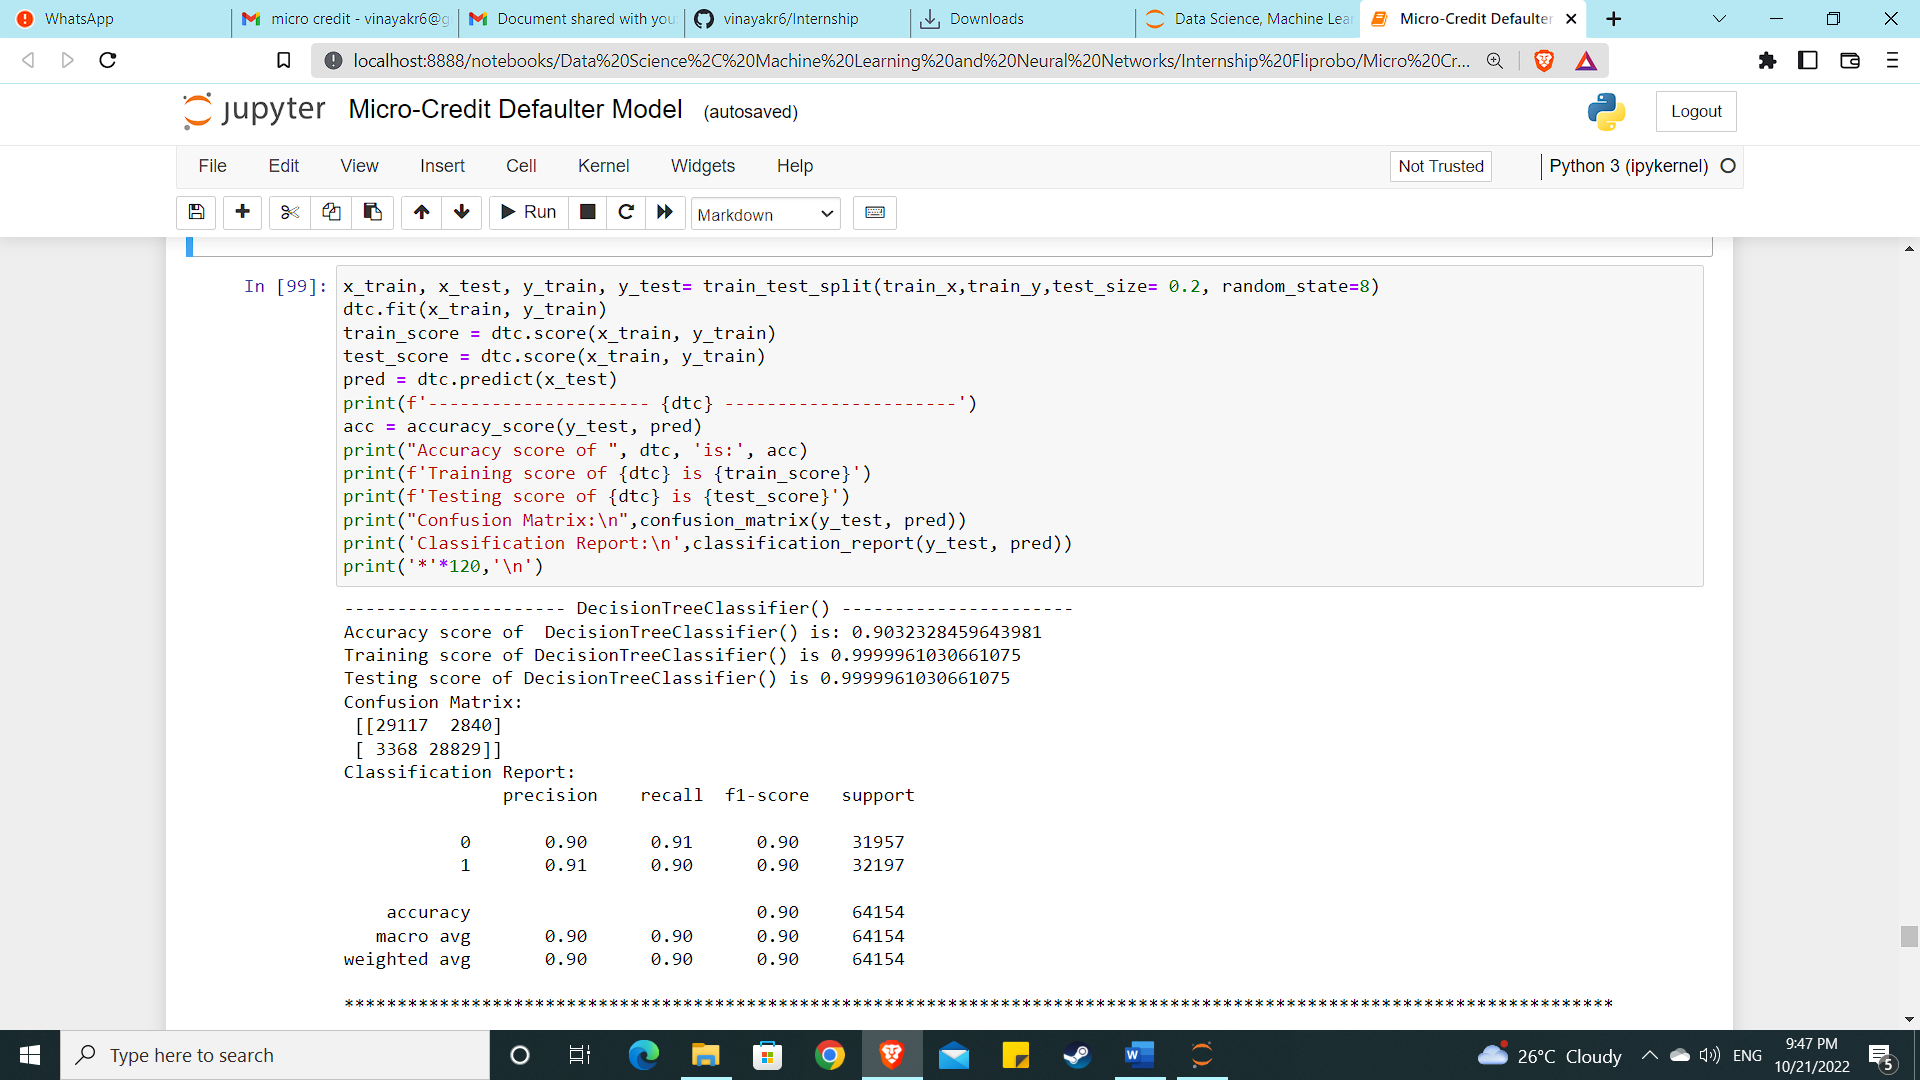 WhatsApp
micro credit - vinayakr6@g
Document shared with you:
vinayakr6/Internship
Downloads
Data Science, Machine Lear
Micro-Credit Defaulter
localhost:8888/notebooks/Data%20Science%2C%20Machine%20Learning%20and%20Neural%20Networks/Internship%20Fliprobo/Micro%20Cr...
jupyter Micro-Credit Defaulter Model (autosaved)
Logout
File Edit View Insert Cell Kernel Widgets Help
Not Trusted
Python 3 (ipykernel)
Run
Markdown
In [99]:
x_train, x_test, y_train, y_test= train_test_split(train_x,train_y,test_size= 0.2, random_state=8)
dtc.fit(x_train, y_train)
train_score = dtc.score(x_train, y_train)
test_score = dtc.score(x_train, y_train)
pred = dtc.predict(x_test)
print(f'--------------------- {dtc} ----------------------')
acc = accuracy_score(y_test, pred)
print("Accuracy score of ", dtc, 'is:', acc)
print(f'Training score of {dtc} is {train_score}')
print(f'Testing score of {dtc} is {test_score}')
print("Confusion Matrix:\n",confusion_matrix(y_test, pred))
print('Classification Report:\n',classification_report(y_test, pred))
print('*'*120,'\n')
--------------------- DecisionTreeClassifier() ----------------------
Accuracy score of  DecisionTreeClassifier() is: 0.9032328459643981
Training score of DecisionTreeClassifier() is 0.9999961030661075
Testing score of DecisionTreeClassifier() is 0.9999961030661075
Confusion Matrix:
[[29117  2840]
[ 3368 28829]]
Classification Report:
precision recall f1-score support
0 0.90 0.91 0.90 31957
1 0.91 0.90 0.90 32197
accuracy 0.90 64154
macro avg 0.90 0.90 0.90 64154
weighted avg 0.90 0.90 0.90 64154
************************************************************************************************************************
Type here to search
26°C Cloudy
ENG
9:47 PM
10/21/2022
5